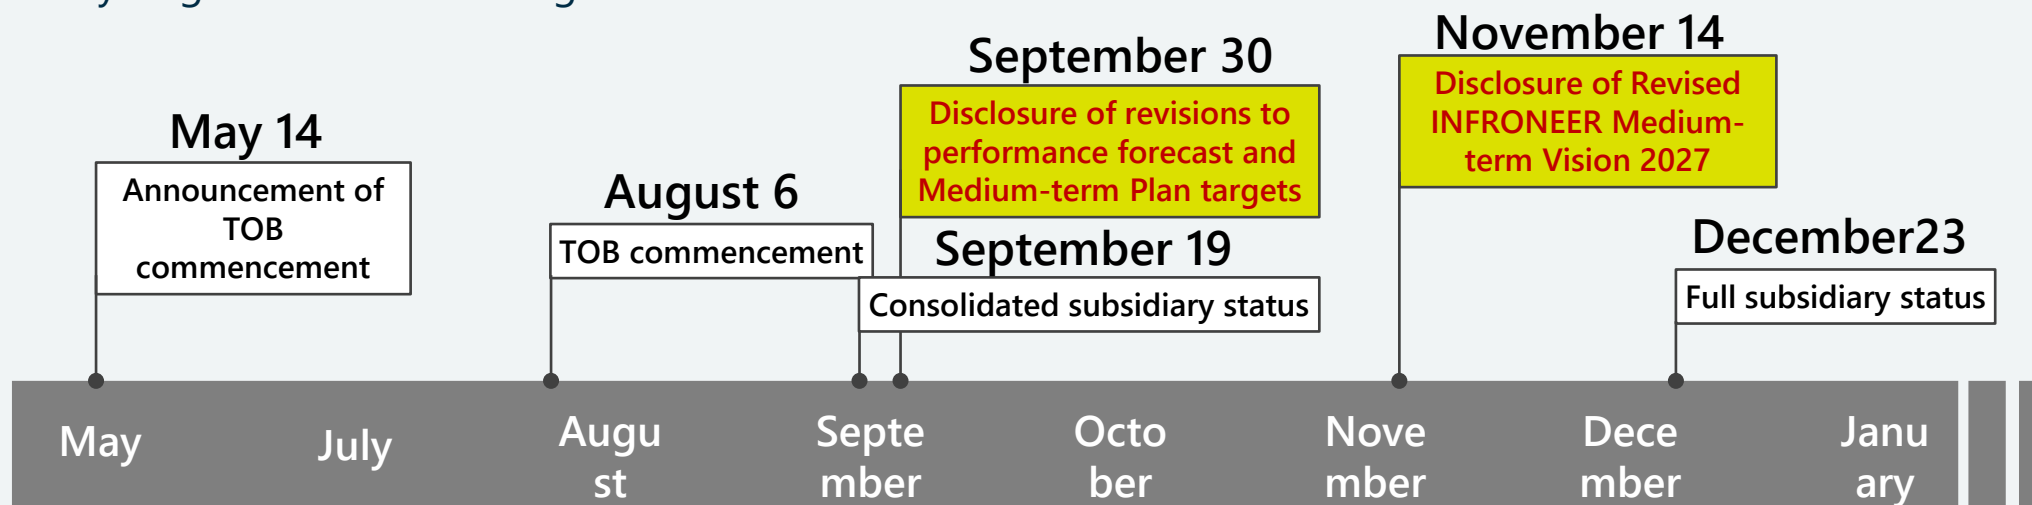 May 14
Announcement of
TOB
commencement
August 6
TOB commencement
September 30
Disclosure of revisions to
performance forecast and
Medium-term Plan targets
September 19
Consolidated subsidiary status
November 14
Disclosure of Revised
INFRONEER Medium-
term Vision 2027
December23
Full subsidiary status
May
July
Augu
st
Septe
mber
Octo
ber
Nove
mber
Dece
mber
Janu
ary